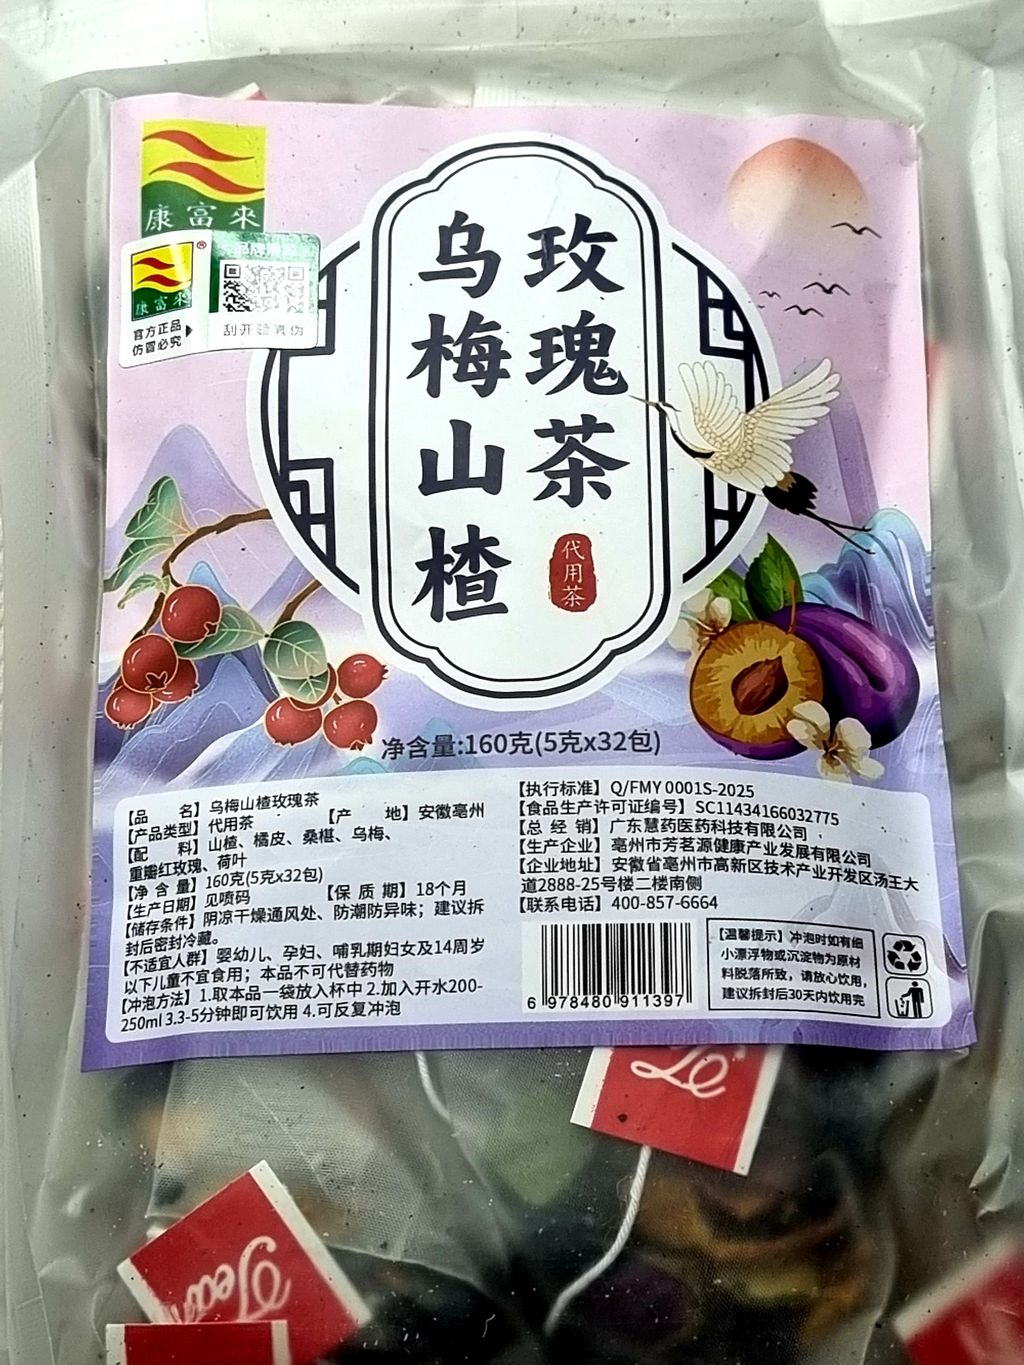 康富來
康富來
®
官方正品
仿冒必究
刮开验真伪
玫瑰茶
乌梅山楂
代用茶
净含量:160克(5克x32包)
【品 名】乌梅山楂玫瑰茶
【产品类型】代用茶 【产 地】安徽亳州
【配 料】山楂、橘皮、桑椹、乌梅、
重瓣红玫瑰、荷叶
【净 含 量】160克(5克x32包)
【生产日期】见喷码 【保 质 期】18个月
【储存条件】阴凉干燥通风处、防潮防异味；建议拆
封后密封冷藏。
【不适宜人群】婴幼儿、孕妇、哺乳期妇女及14周岁
以下儿童不宜食用；本品不可代替药物
【冲泡方法】1.取本品一袋放入杯中 2.加入开水200-
250ml 3.3-5分钟即可饮用 4.可反复冲泡
【执行标准】Q/FMY 0001S-2025
【食品生产许可证编号】SC11434166032775
【总 经 销】广东慧药医药科技有限公司
【生产企业】亳州市芳茗源健康产业发展有限公司
【企业地址】安徽省亳州市高新区技术产业开发区汤王大
道2888-25号楼二楼南侧
【联系电话】400-857-6664
6 978480 911397
【温馨提示】冲泡时如有细
小漂浮物或沉淀物为原材
料脱落所致，请放心饮用，
建议拆封后30天内饮用完
Tea